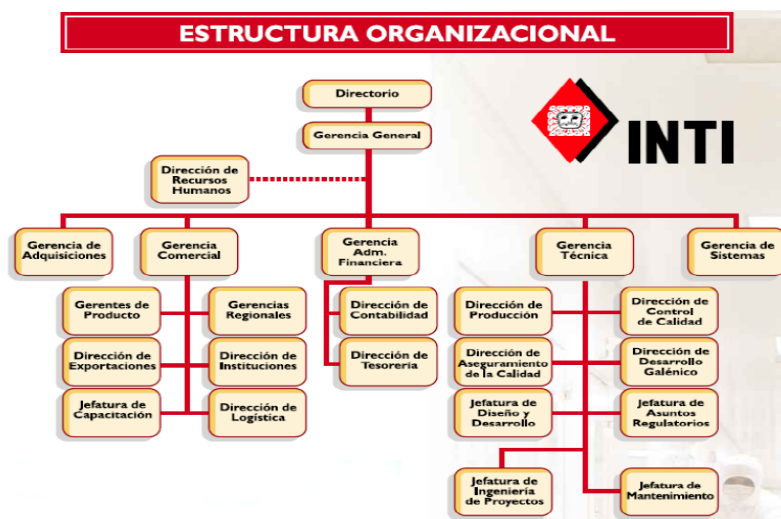 ESTRUCTURA ORGANIZACIONAL
Directorio
Gerencia General
INTI
Dirección de
Recursos
Humanos
Gerencia de
Adquisiciones
Gerencia
Comercial
Gerencia
Adm.
Financiera
Gerencia
Técnica
Gerencia de
Sistemas
Gerentes de
Producto
Gerencias
Regionales
Dirección de
Contabilidad
Dirección de
Producción
Dirección de
Control
de Calidad
Dirección de
Exportaciones
Dirección de
Instituciones
Dirección de
Tesorería
Dirección de
Aseguramiento
de la Calidad
Dirección de
Desarrollo
Galénico
Jefatura de
Capacitación
Dirección de
Logística
Jefatura de
Diseño y
Desarrollo
Jefatura de
Asuntos
Regulatorios
Jefatura de
Ingeniería
de Proyectos
Jefatura de
Mantenimiento